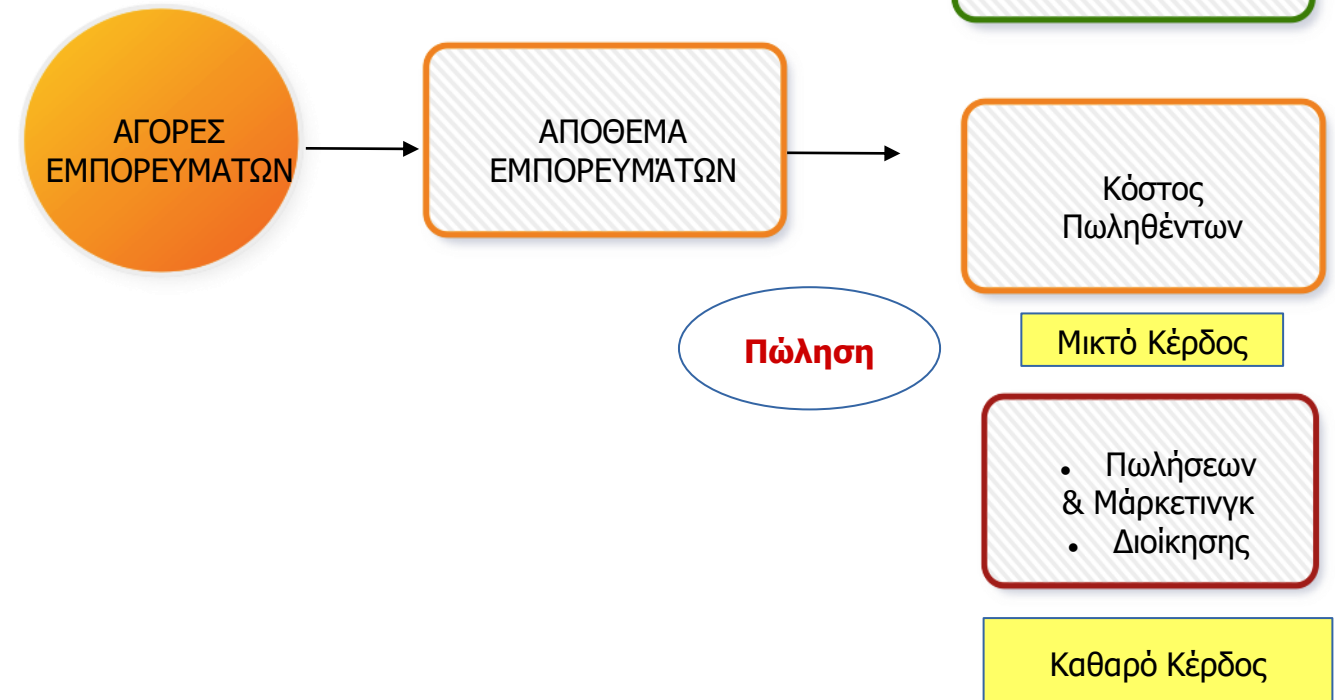 ΑΓΟΡΕΣ
ΕΜΠΟΡΕΥΜΑΤΩΝ
ΑΠΟΘΕΜΑ
ΕΜΠΟΡΕΥΜΆΤΩΝ
Κόστος
Πωληθέντων
Πώληση
Μικτό Κέρδος
• Πωλήσεων
& Μάρκετινγκ
• Διοίκησης
Καθαρό Κέρδος